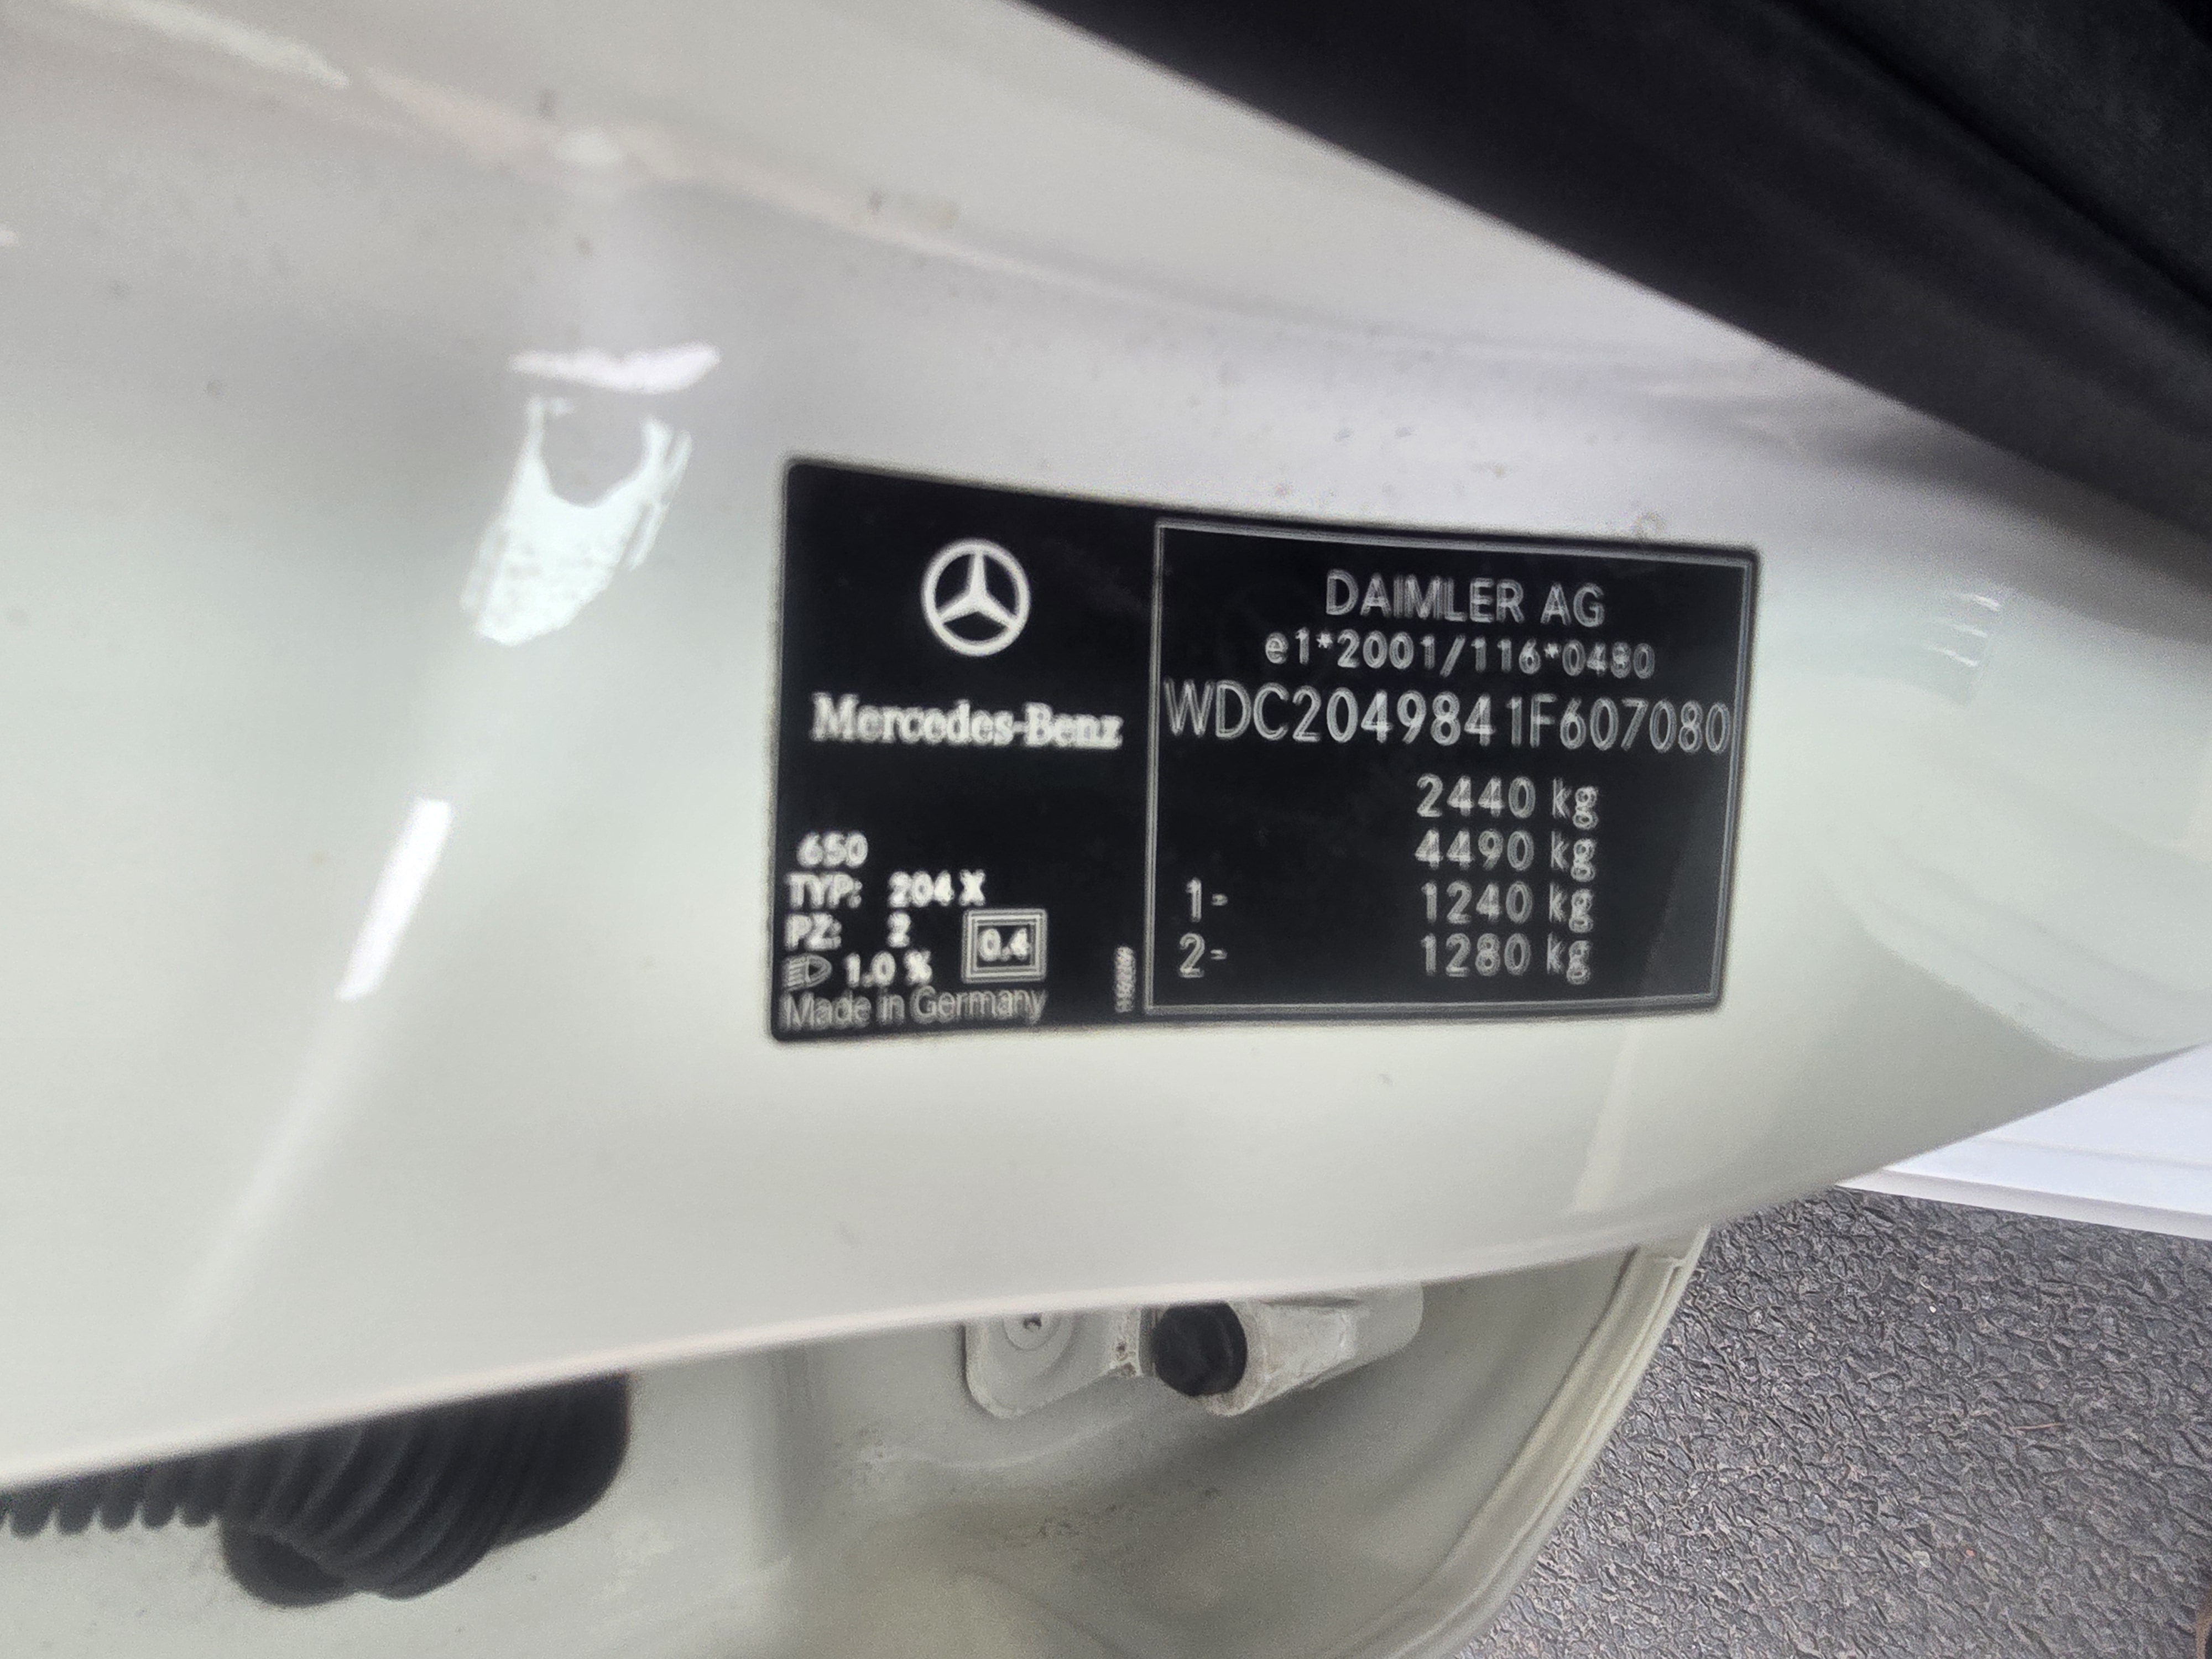 Mercedes-Benz
650
TYP: 204 X
PZ: 2
1.0 %
0.4
Made in Germany
DAIMLER AG
e1*2001/116*0480
WDC2049841F607080
2440 kg
4490 kg
1- 1240 kg
2- 1280 kg